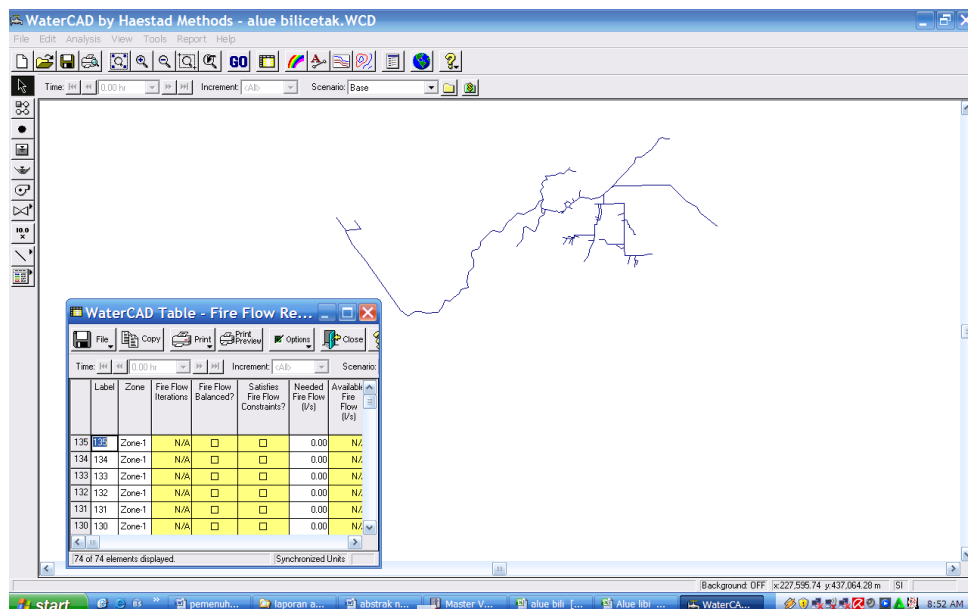 WaterCAD by Haestad Methods - alue bilicetak.WCD
File Edit Analysis View Tools Report Help
GO
Time: 0.00 hr Increment: <All> Scenario: Base
10.0
WaterCAD Table - Fire Flow Re...
File Copy Print Print Preview Options Close
Time: 0.00 hr Increment: <All> Scenario:
Label Zone Fire Flow Iterations Fire Flow Balanced? Satisfies Fire Flow Constraints? Needed Fire Flow (l/s) Available Fire Flow (l/s)
135 135 Zone-1 N/A 0.00 N/
134 134 Zone-1 N/A 0.00 N/
133 133 Zone-1 N/A 0.00 N/
132 132 Zone-1 N/A 0.00 N/
131 131 Zone-1 N/A 0.00 N/
130 130 Zone-1 N/A 0.00 N/
74 of 74 elements displayed. Synchronized Units
Background: OFF x:227,595.74 y:437,064.28 m SI
start pemenuh... laporan a... abstrak n... Master V... alue bili [... Alue libi ... WaterCA... 8:52 AM